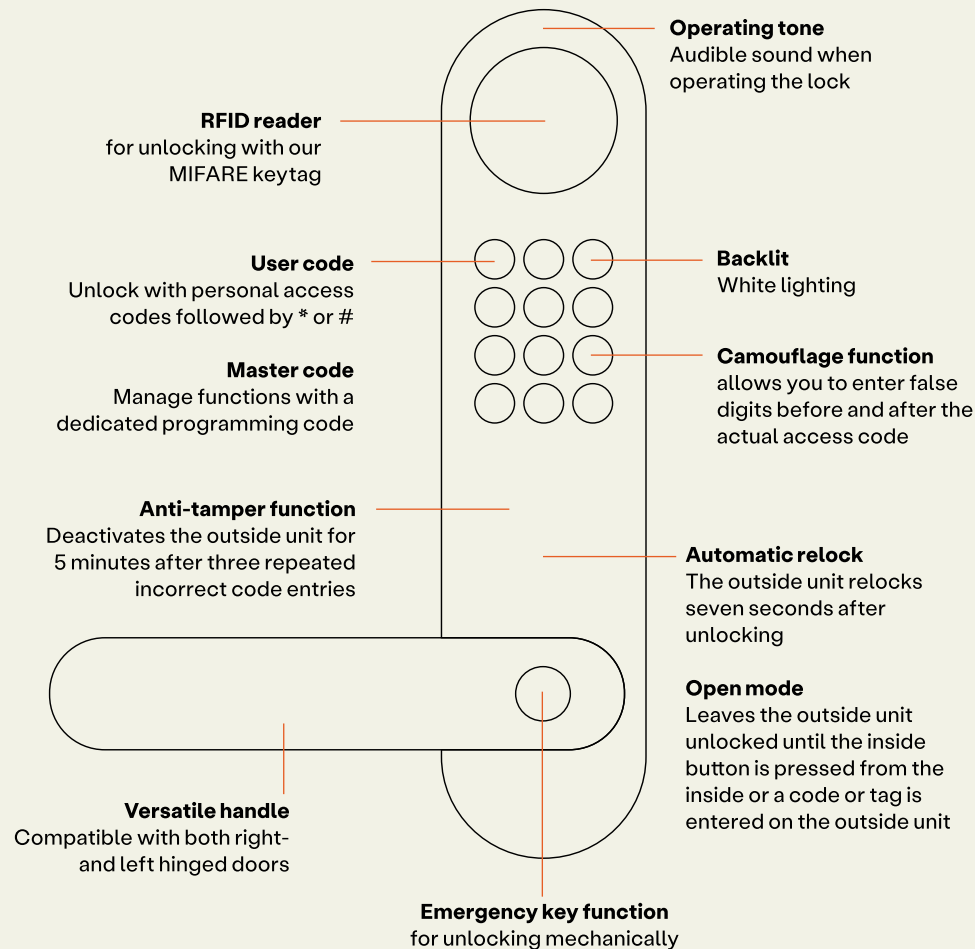 Operating tone
Audible sound when
operating the lock
RFID reader
for unlocking with our
MIFARE keytag
User code
Unlock with personal access
codes followed by * or #
Backlit
White lighting
Master code
Manage functions with a
dedicated programming code
Camouflage function
allows you to enter false
digits before and after the
actual access code
Anti-tamper function
Deactivates the outside unit for
5 minutes after three repeated
incorrect code entries
Automatic relock
The outside unit relocks
seven seconds after
unlocking
Open mode
Leaves the outside unit
unlocked until the inside
button is pressed from the
inside or a code or tag is
entered on the outside unit
Versatile handle
Compatible with both right-
and left hinged doors
Emergency key function
for unlocking mechanically